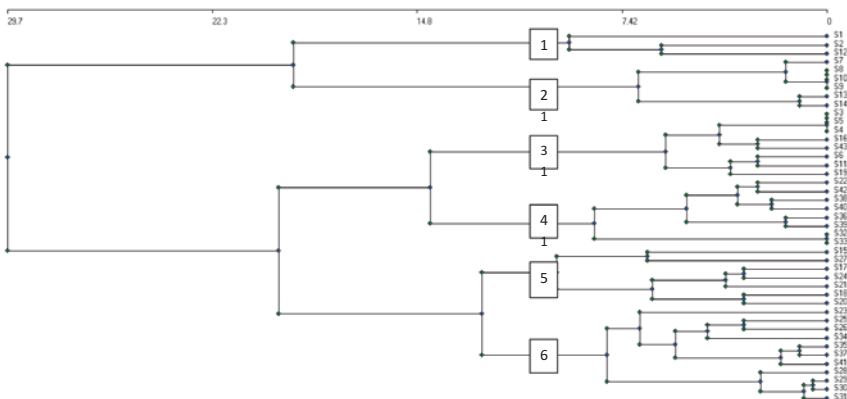 29.7 22.3 14.8 7.42 0
1
2
1
3
1
4
1
5
6
S1
S2
S12
S7
S8
S10
S9
S13
S14
S3
S5
S4
S16
S43
S6
S11
S19
S22
S42
S38
S40
S36
S39
S32
S33
S15
S27
S17
S24
S21
S18
S20
S23
S25
S26
S34
S35
S37
S41
S28
S29
S30
S31